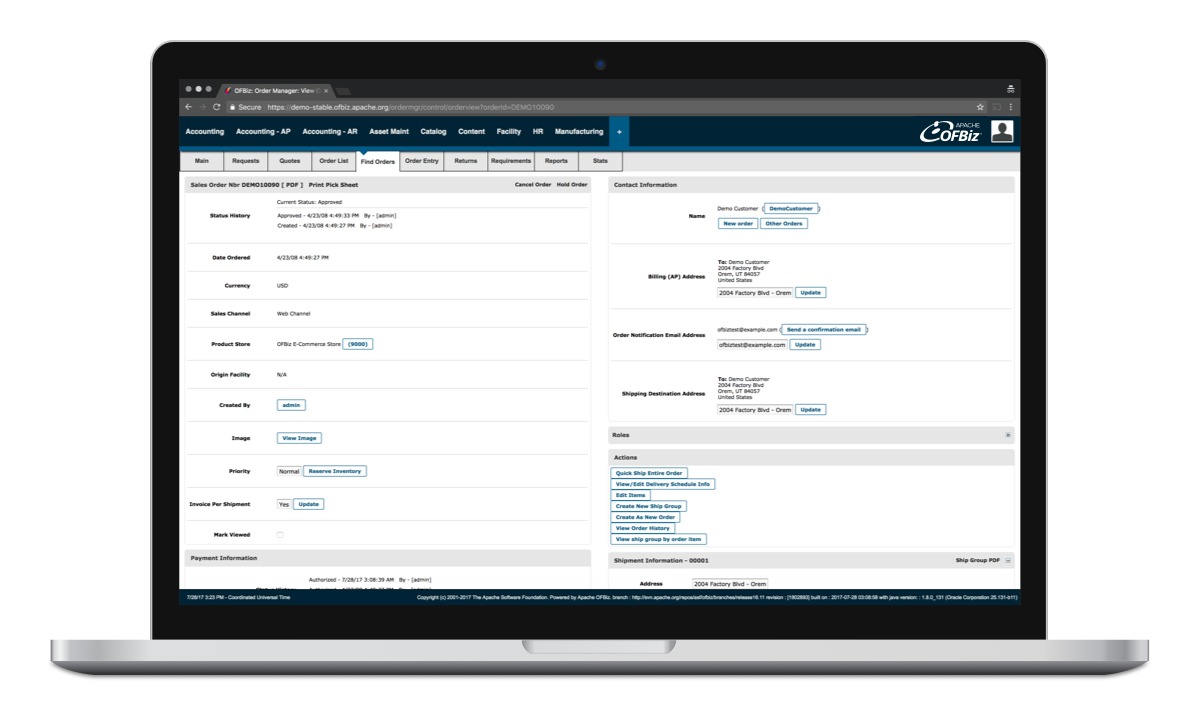 OFBiz: Order Manager: View O
Secure https://demo-stable.ofbiz.apache.org/ordermgr/control/orderview?orderId=DEMO10090
Accounting Accounting - AP Accounting - AR Asset Maint Catalog Content Facility HR Manufacturing +
APACHE
OFBiz
Main Requests Quotes Order List Find Orders Order Entry Returns Requirements Reports Stats
Sales Order Nbr DEMO10090 [ PDF ] Print Pick Sheet Cancel Order Hold Order
Current Status: Approved
Status History Approved - 4/23/08 4:49:33 PM By - [admin]
Created - 4/23/08 4:49:27 PM By - [admin]
Date Ordered 4/23/08 4:49:27 PM
Currency USD
Sales Channel Web Channel
Product Store OFBiz E-Commerce Store (9000)
Origin Facility N/A
Created By admin
Image View Image
Priority Normal Reserve Inventory
Invoice Per Shipment Yes Update
Mark Viewed
Payment Information
Authorized - 7/28/17 3:08:39 AM By - [admin]
Contact Information
Name Demo Customer ( DemoCustomer )
New order Other Orders
Billing (AP) Address To: Demo Customer
2004 Factory Blvd
Orem, UT 84057
United States
2004 Factory Blvd - Orem Update
Order Notification Email Address ofbiztest@example.com ( Send a confirmation email )
ofbiztest@example.com Update
Shipping Destination Address To: Demo Customer
2004 Factory Blvd
Orem, UT 84057
United States
2004 Factory Blvd - Orem Update
Roles
Actions
Quick Ship Entire Order
View/Edit Delivery Schedule Info
Edit Items
Create New Ship Group
Create As New Order
View Order History
View ship group by order item
Shipment Information - 00001 Ship Group PDF
Address 2004 Factory Blvd - Orem
7/28/17 3:23 PM - Coordinated Universal Time Copyright (c) 2001-2017 The Apache Software Foundation. Powered by Apache OFBiz. branch : http://svn.apache.org/repos/asf/ofbiz/branches/release16.11 revision : [1802893] built on : 2017-07-28 03:08:58 with java version: : 1.8.0_131 (Oracle Corporation 25.131-b11)